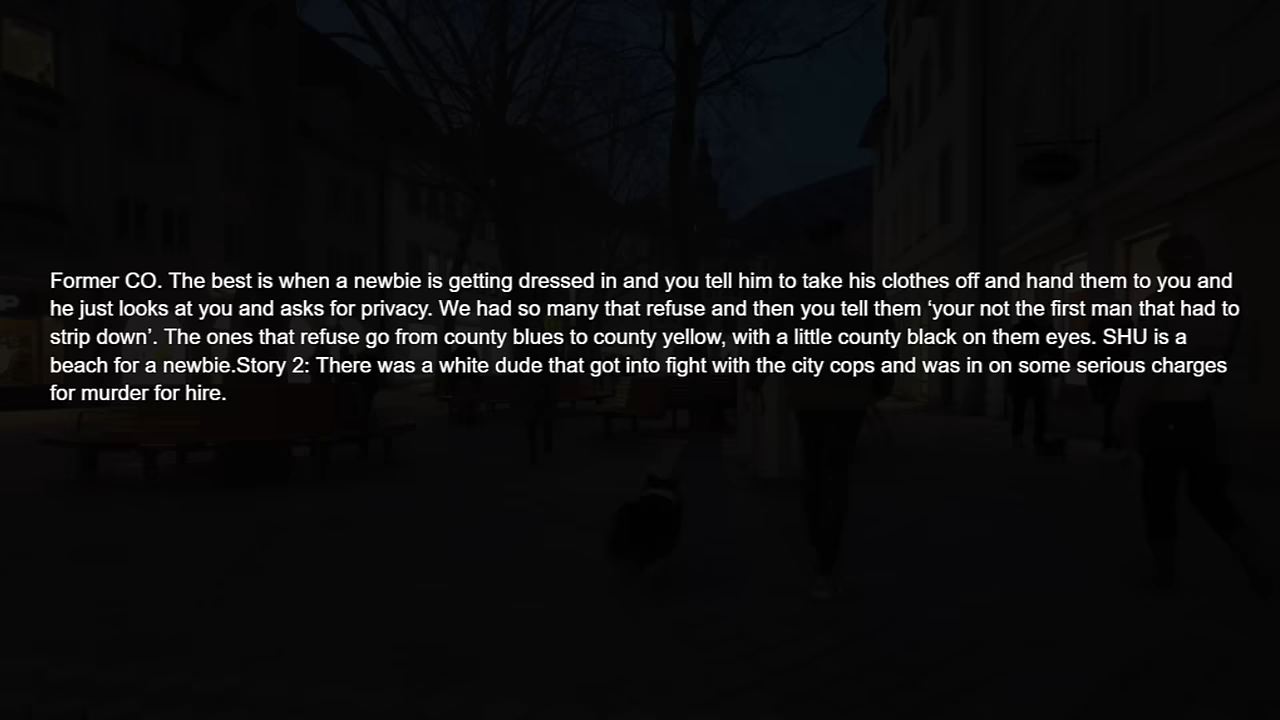 Former CO. The best is when a newbie is getting dressed in and you tell him to take his clothes off and hand them to you and
he just looks at you and asks for privacy. We had so many that refuse and then you tell them ‘your not the first man that had to
strip down’. The ones that refuse go from county blues to county yellow, with a little county black on them eyes. SHU is a
beach for a newbie.Story 2: There was a white dude that got into fight with the city cops and was in on some serious charges
for murder for hire.